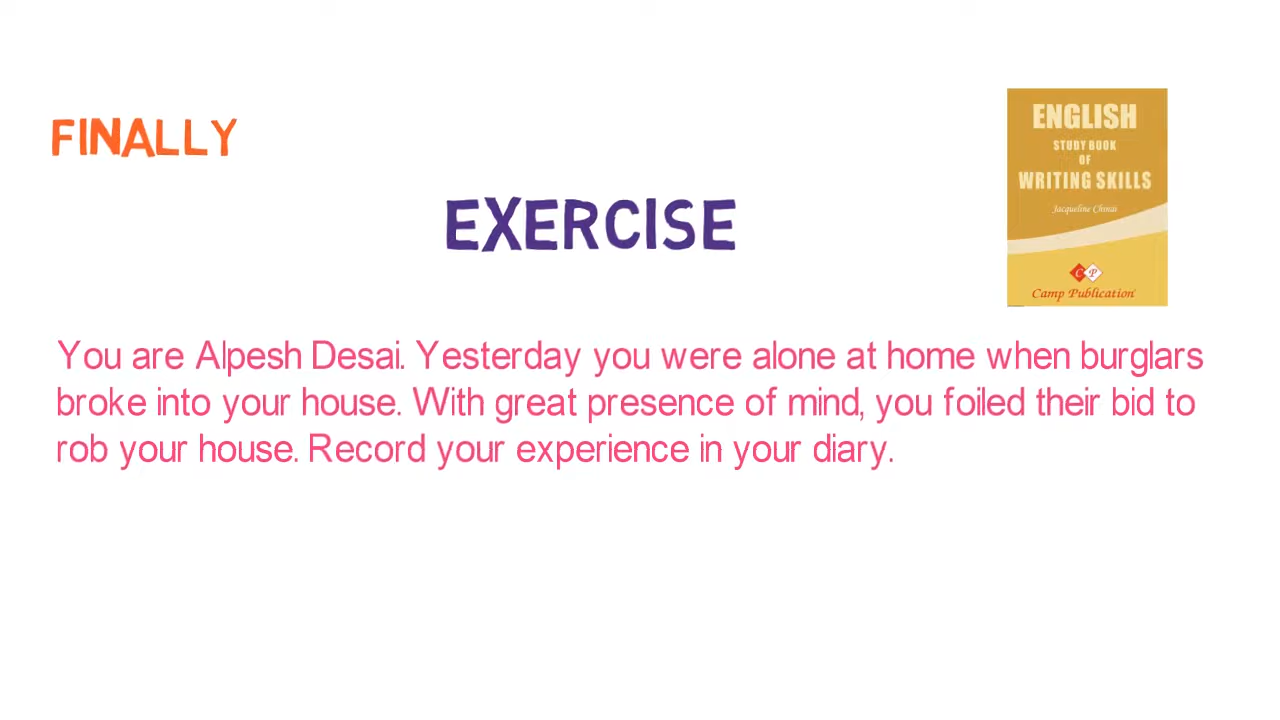 FINALLY
EXERCISE
ENGLISH
STUDY BOOK
OF
WRITING SKILLS
Jacqueline Chinai
C P
Camp Publication
You are Alpesh Desai. Yesterday you were alone at home when burglars
broke into your house. With great presence of mind, you foiled their bid to
rob your house. Record your experience in your diary.